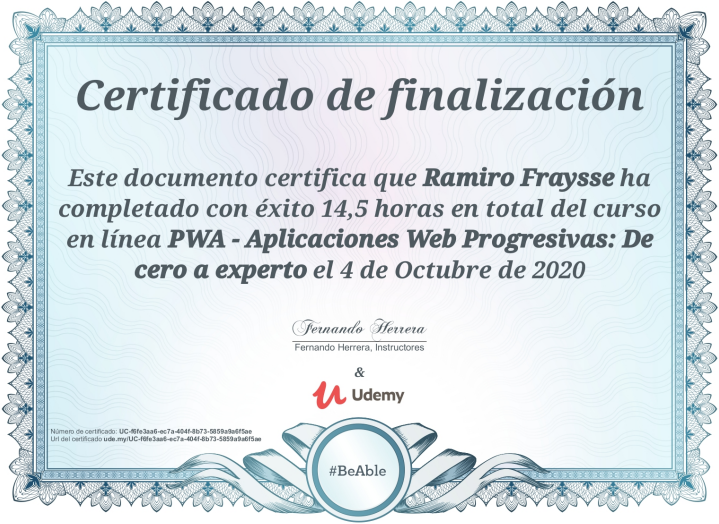 Certificado de finalización
Este documento certifica que Ramiro Fraysse ha
completado con éxito 14,5 horas en total del curso
en línea PWA - Aplicaciones Web Progresivas: De
cero a experto el 4 de Octubre de 2020
Fernando Herrera
Fernando Herrera, Instructores
&
Udemy
Número de certificado: UC-f6fe3aa6-ec7a-404f-8b73-5859a9a6f5ae
Url del certificado ude.my/UC-f6fe3aa6-ec7a-404f-8b73-5859a9a6f5ae
#BeAble